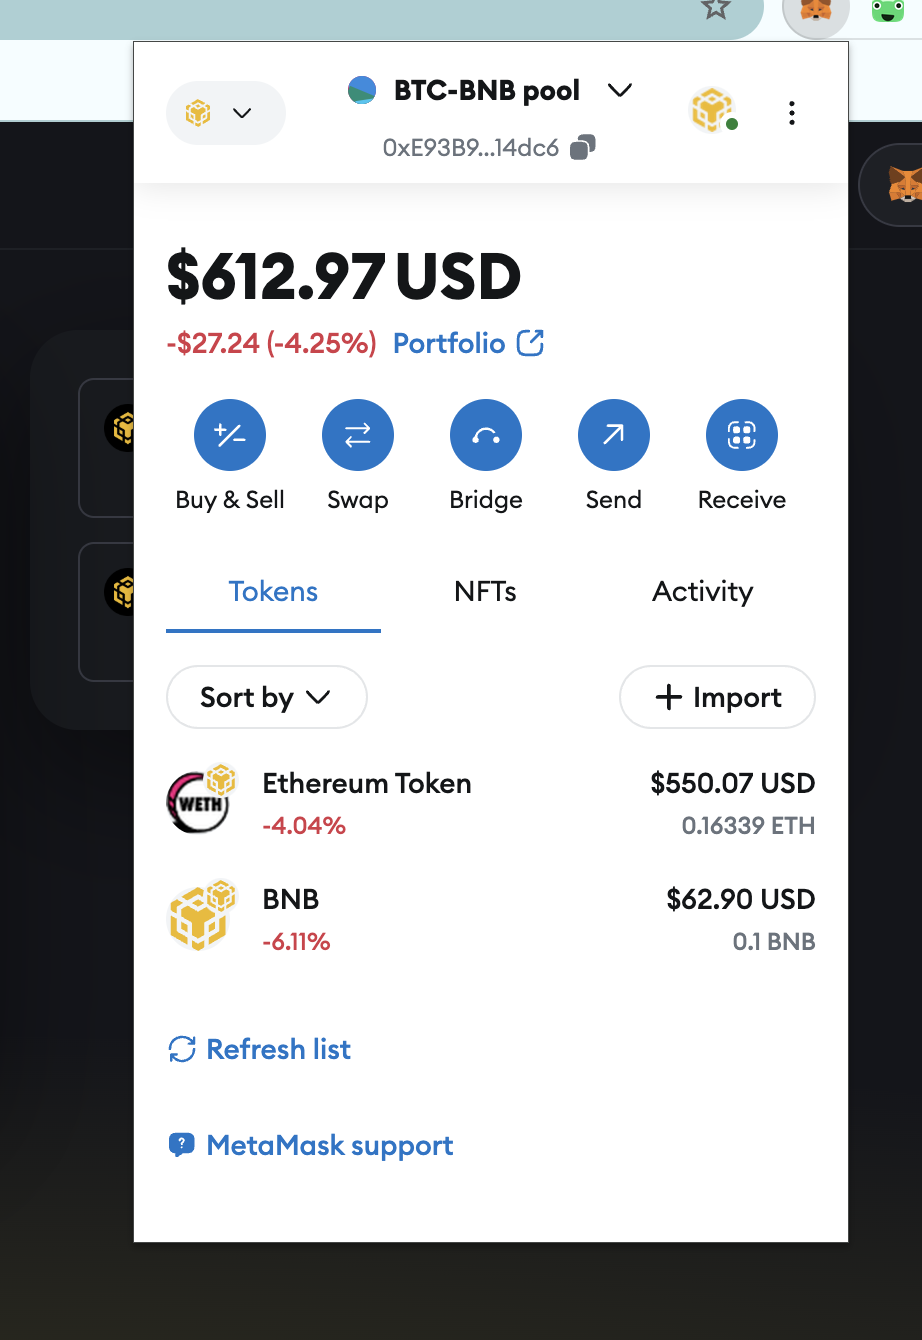 BTC-BNB pool
0xE93B9...14dc6
$612.97 USD
-$27.24 (-4.25%) Portfolio
Buy & Sell Swap Bridge Send Receive
Tokens NFTs Activity
Sort by + Import
WETH
Ethereum Token $550.07 USD
-4.04% 0.16339 ETH
BNB $62.90 USD
-6.11% 0.1 BNB
Refresh list
MetaMask support